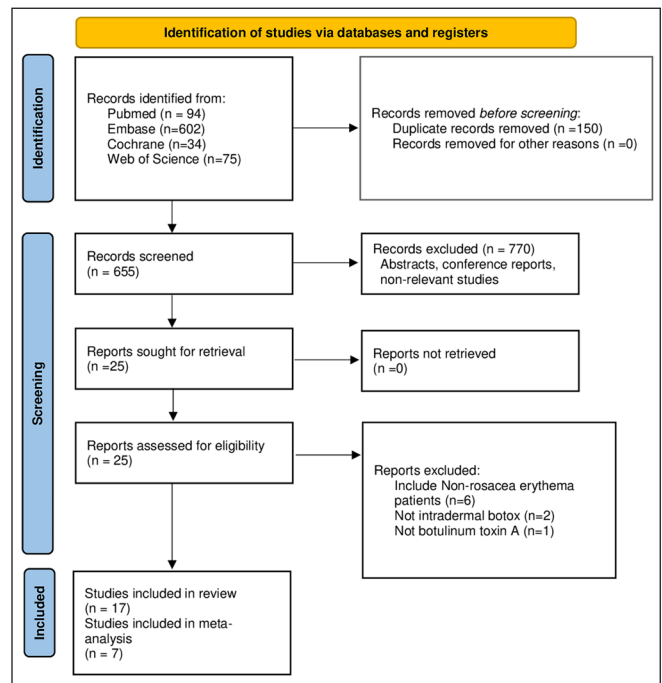 Identification of studies via databases and registers
Identification
Records identified from:
Pubmed (n = 94)
Embase (n=602)
Cochrane (n=34)
Web of Science (n=75)
Records removed before screening:
Duplicate records removed (n =150)
Records removed for other reasons (n =0)
Screening
Records screened
(n = 655)
Records excluded (n = 770)
Abstracts, conference reports,
non-relevant studies
Reports sought for retrieval
(n =25)
Reports not retrieved
(n =0)
Reports assessed for eligibility
(n = 25)
Reports excluded:
Include Non-rosacea erythema
patients (n=6)
Not intradermal botox (n=2)
Not botulinum toxin A (n=1)
Included
Studies included in review
(n = 17)
Studies included in meta-
analysis
(n = 7)